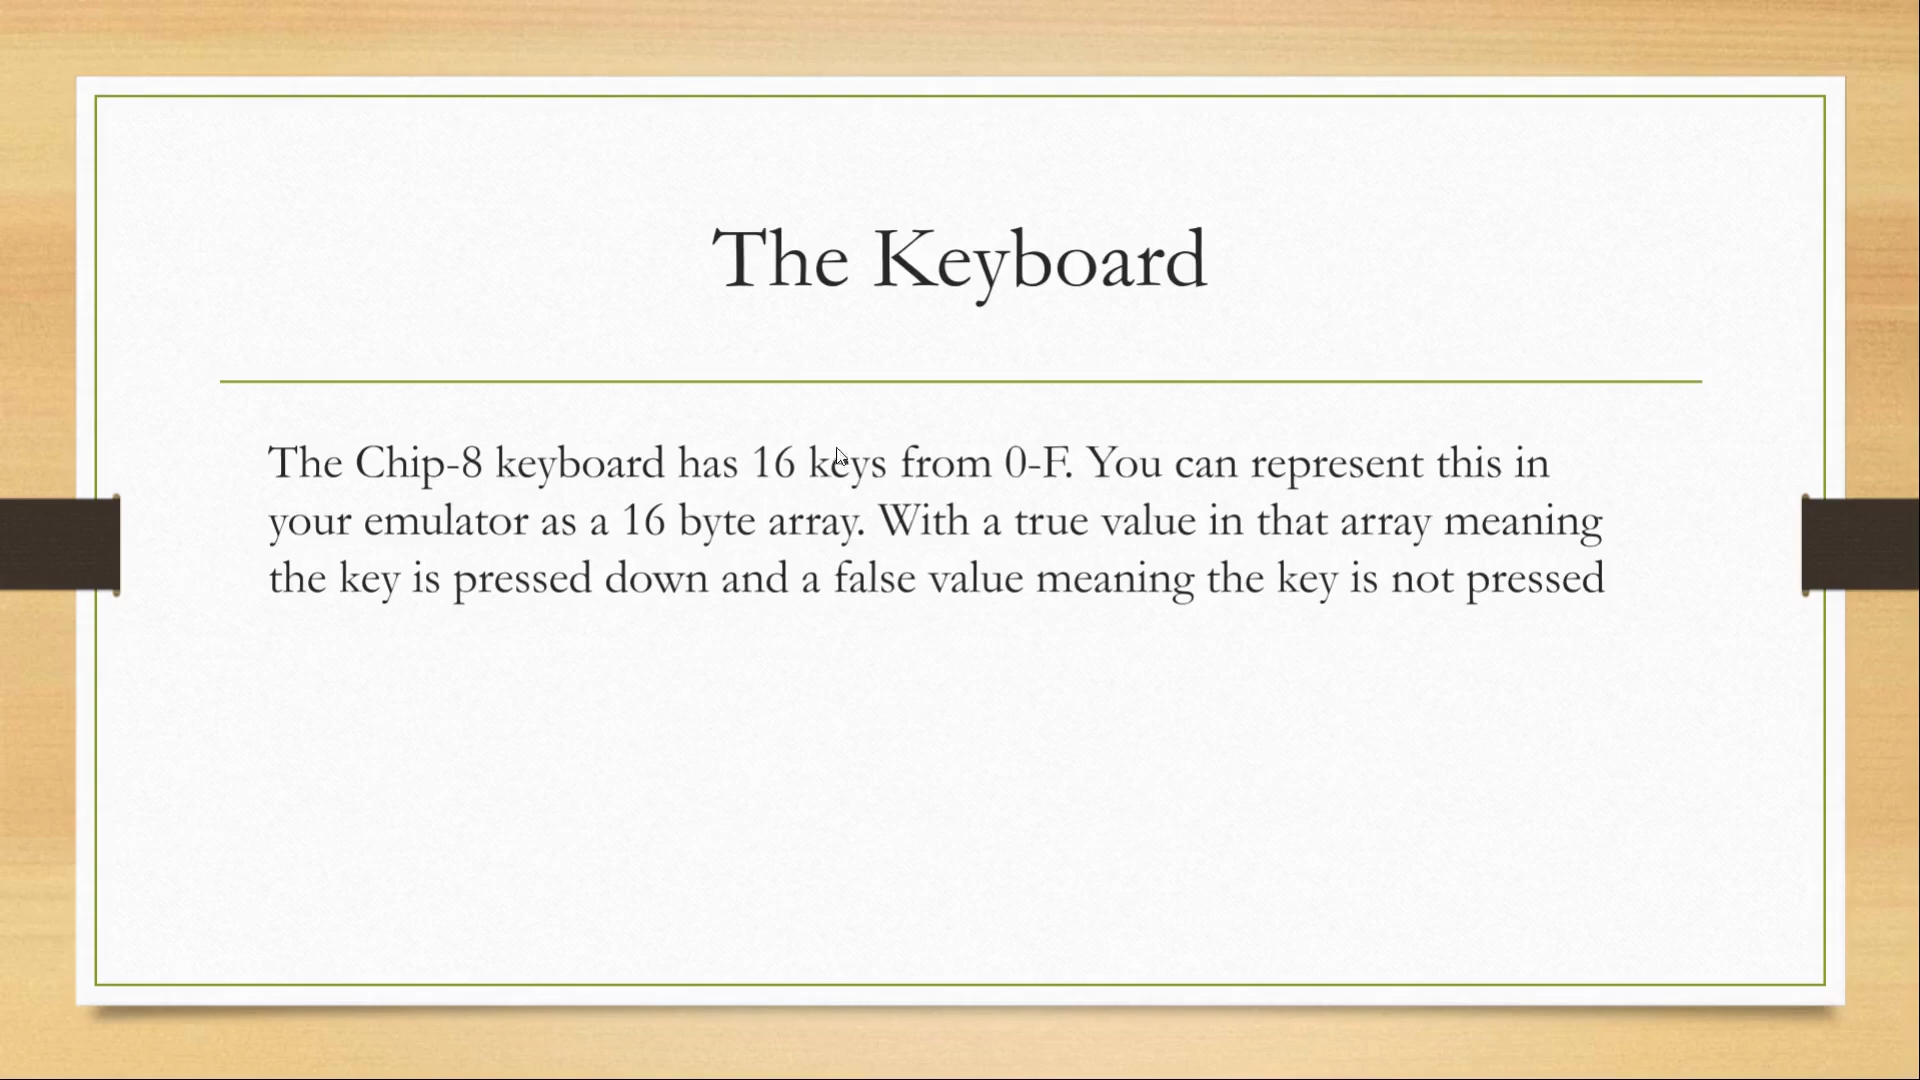 The Keyboard
The Chip-8 keyboard has 16 keys from 0-F. You can represent this in
your emulator as a 16 byte array. With a true value in that array meaning
the key is pressed down and a false value meaning the key is not pressed